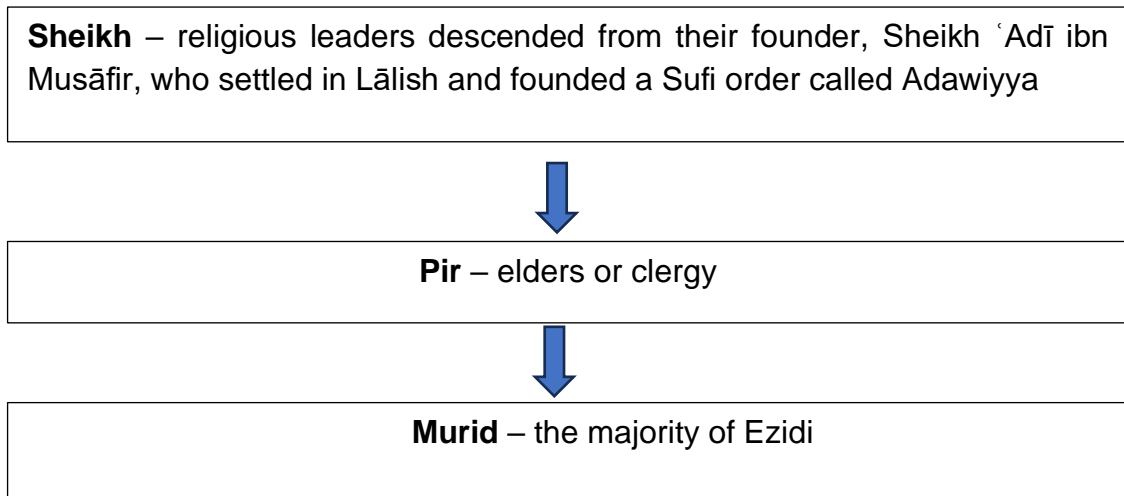 Sheikh – religious leaders descended from their founder, Sheikh ʿAdī ibn
Musāfir, who settled in Lālish and founded a Sufi order called Adawiyya
Pir – elders or clergy
Murid – the majority of Ezidi